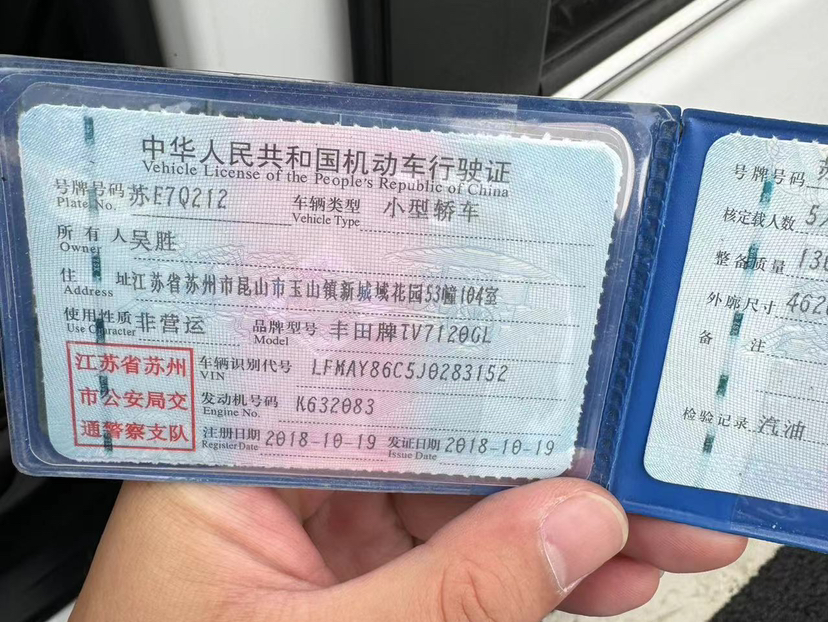 中华人民共和国机动车行驶证
Vehicle License of the People's Republic of China
号牌号码 苏E7Q212 车辆类型 小型轿车
Plate No. Vehicle Type
所有人 吴胜
Owner
住址 江苏省苏州市昆山市玉山镇新城域花园53幢104室
Address
使用性质 非营运 品牌型号 丰田牌TV7120GL
Use Character Model
江苏省苏州
市公安局交
通警察支队
车辆识别代号 LFMAY86C5J0283152
VIN
发动机号码 K632083
Engine No.
注册日期 2018-10-19 发证日期 2018-10-19
Register Date Issue Date
号牌号码
核定载人数 5
整备质量 130
外廓尺寸 462
备注
检验记录 汽油